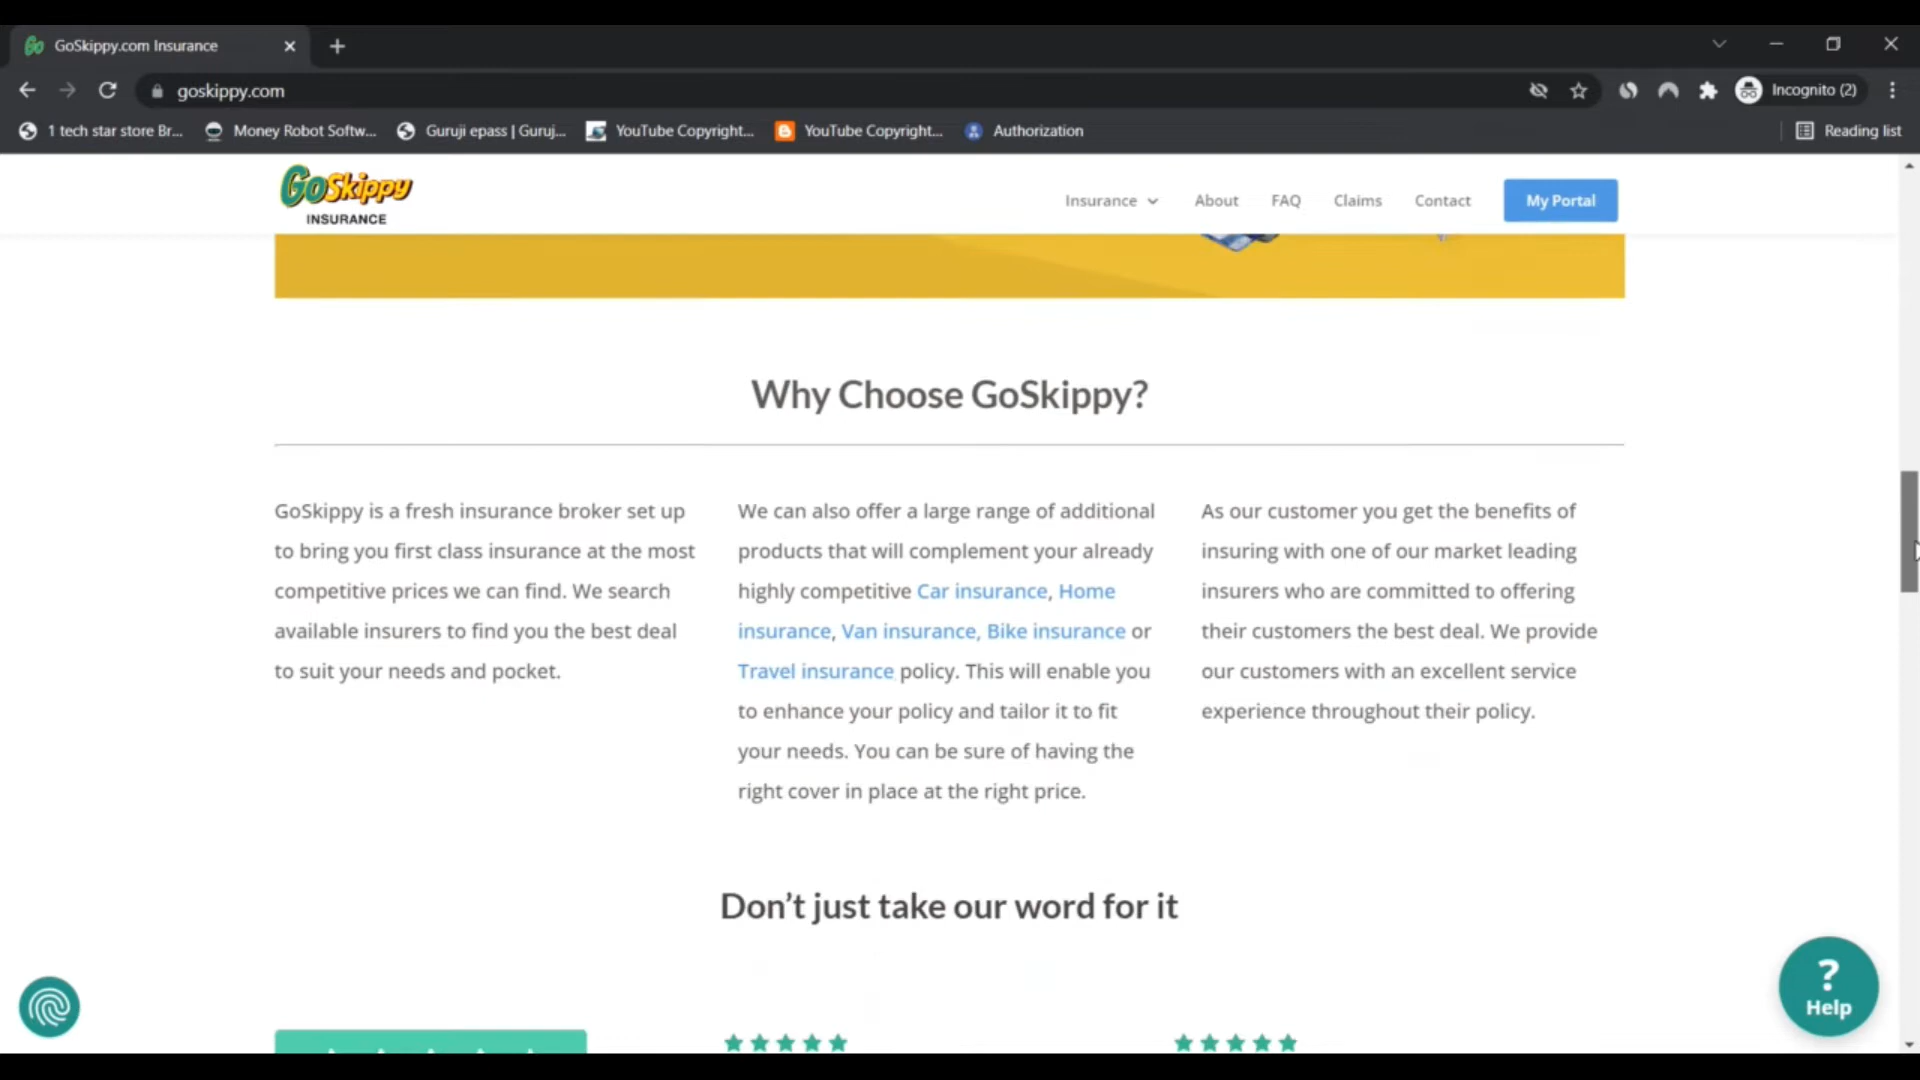 GoSkippy.com Insurance
goskippy.com
Incognito (2)
1 tech star store Br...
Money Robot Softw...
Guruji epass | Guruj...
YouTube Copyright...
YouTube Copyright...
Authorization
Reading list
GoSkippy
INSURANCE
Insurance
About
FAQ
Claims
Contact
My Portal
Why Choose GoSkippy?
GoSkippy is a fresh insurance broker set up
to bring you first class insurance at the most
competitive prices we can find. We search
available insurers to find you the best deal
to suit your needs and pocket.
We can also offer a large range of additional
products that will complement your already
highly competitive Car insurance, Home
insurance, Van insurance, Bike insurance or
Travel insurance policy. This will enable you
to enhance your policy and tailor it to fit
your needs. You can be sure of having the
right cover in place at the right price.
As our customer you get the benefits of
insuring with one of our market leading
insurers who are committed to offering
their customers the best deal. We provide
our customers with an excellent service
experience throughout their policy.
Don’t just take our word for it
?
Help